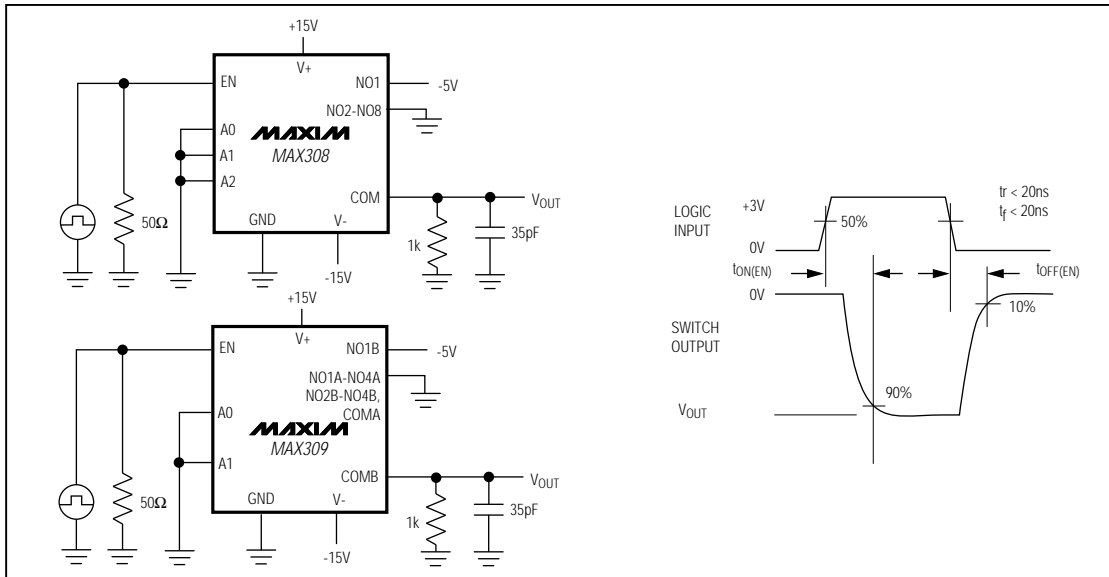 +15V
V+
EN
NO1
-5V
NO2-NO8
A0
MAXIM
A1
MAX308
A2
COM
VOUT
50Ω
GND
V-
1k
35pF
-15V
+15V
V+
EN
NO1B
-5V
NO1A-NO4A
NO2B-NO4B,
COMA
A0
MAXIM
A1
MAX309
COMB
VOUT
50Ω
GND
V-
1k
35pF
-15V
LOGIC
INPUT
+3V
50%
tr < 20ns
tf < 20ns
0V
tON(EN)
tOFF(EN)
0V
10%
SWITCH
OUTPUT
90%
VOUT